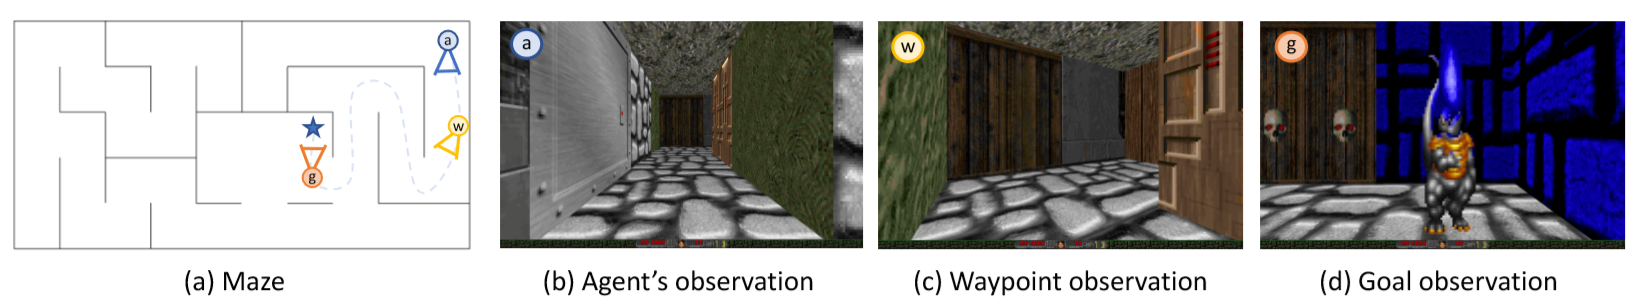 a
w
g
a
w
g
(a) Maze
(b) Agent's observation
(c) Waypoint observation
(d) Goal observation